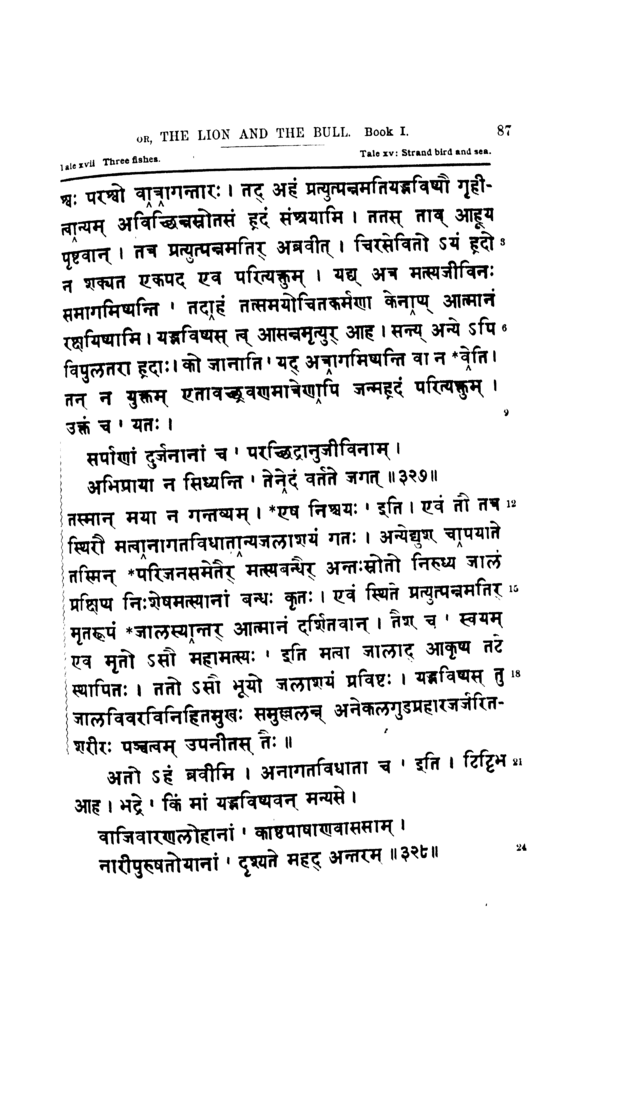 OR, THE LION AND THE BULL. Book I. 87
Tale xvii Three fishes. Tale xv: Strand bird and sea.
श्वः परश्वो वात्रागन्तारः। तद् अहं प्रत्युत्पन्नमतियद्भविष्यौ गृही-
त्वान्यम् अविच्छिन्नस्रोतसं ह्रदं संश्रयामि। ततस् ताव् आहूय
पृष्टवान्। तत्र प्रत्युत्पन्नमतिर् अब्रवीत्। चिरसेवितो ऽयं ह्रदो 3
न शक्यत एकपद एव परित्यक्तुम्। यद्य् अत्र मत्स्यजीविनः
समागमिष्यन्ति ' तदाहं तत्समयोचितकर्मणा केनाप्य् आत्मानं
रक्षयिष्यामि। यद्भविष्यस् त्व् आसन्नमृत्युर् आह। सन्त्य् अन्ये ऽपि 6
विपुलतरा ह्रदाः। को जानाति ' यद् अत्रागमिष्यन्ति वा न *वेति।
तन् न युक्तम् एतावच्छ्रवणमात्रेणापि जन्मह्रदं परित्यक्तुम्।
उक्तं च ' यतः। 9
सर्पाणां दुर्जनानां च ' परच्छिद्रानुजीविनाम्।
अभिप्राया न सिध्यन्ति ' तेनेदं वर्तते जगत्॥३२७॥
तस्मान् मया न गन्तव्यम्। *एष निश्चयः ' इति। एवं तौ तत्र 12
स्थिरौ मत्वानागतविधातान्यजलाशयं गतः। अन्येद्युश् चापयाते
तस्मिन् *परिजनसमेतैर् मत्स्यबन्धैर् अन्तःस्रोतो निरुध्य जालं
प्रक्षिप्य निःशेषमत्स्यानां बन्धः कृतः। एवं स्थिते प्रत्युत्पन्नमतिर् 15
मृतरूपं *जालस्यान्तर् आत्मानं दर्शितवान्। तैश् च ' स्वयम्
एव मृतो ऽसौ महामत्स्यः ' इति मत्वा जालाद् आकृष्य तटे
स्थापितः। ततो ऽसौ भूयो जलाशयं प्रविष्टः। यद्भविष्यस् तु 18
जालविवरविनिहितमुखः समुल्ललन्न् अनेकलगुडप्रहारजर्जरित-
शरीरः पञ्चत्वम् उपनीतस् तैः॥
अतो ऽहं ब्रवीमि। अनागतविधाता च ' इति। टिट्टिभ 21
आह। भद्रे ' किं मां यद्भविष्यवन् मन्यसे।
वाजिवारणलोहानां ' काष्ठपाषाणवाससाम्।
नारीपुरुषतोयानां ' दृश्यते महद् अन्तरम्॥३२८॥ 24